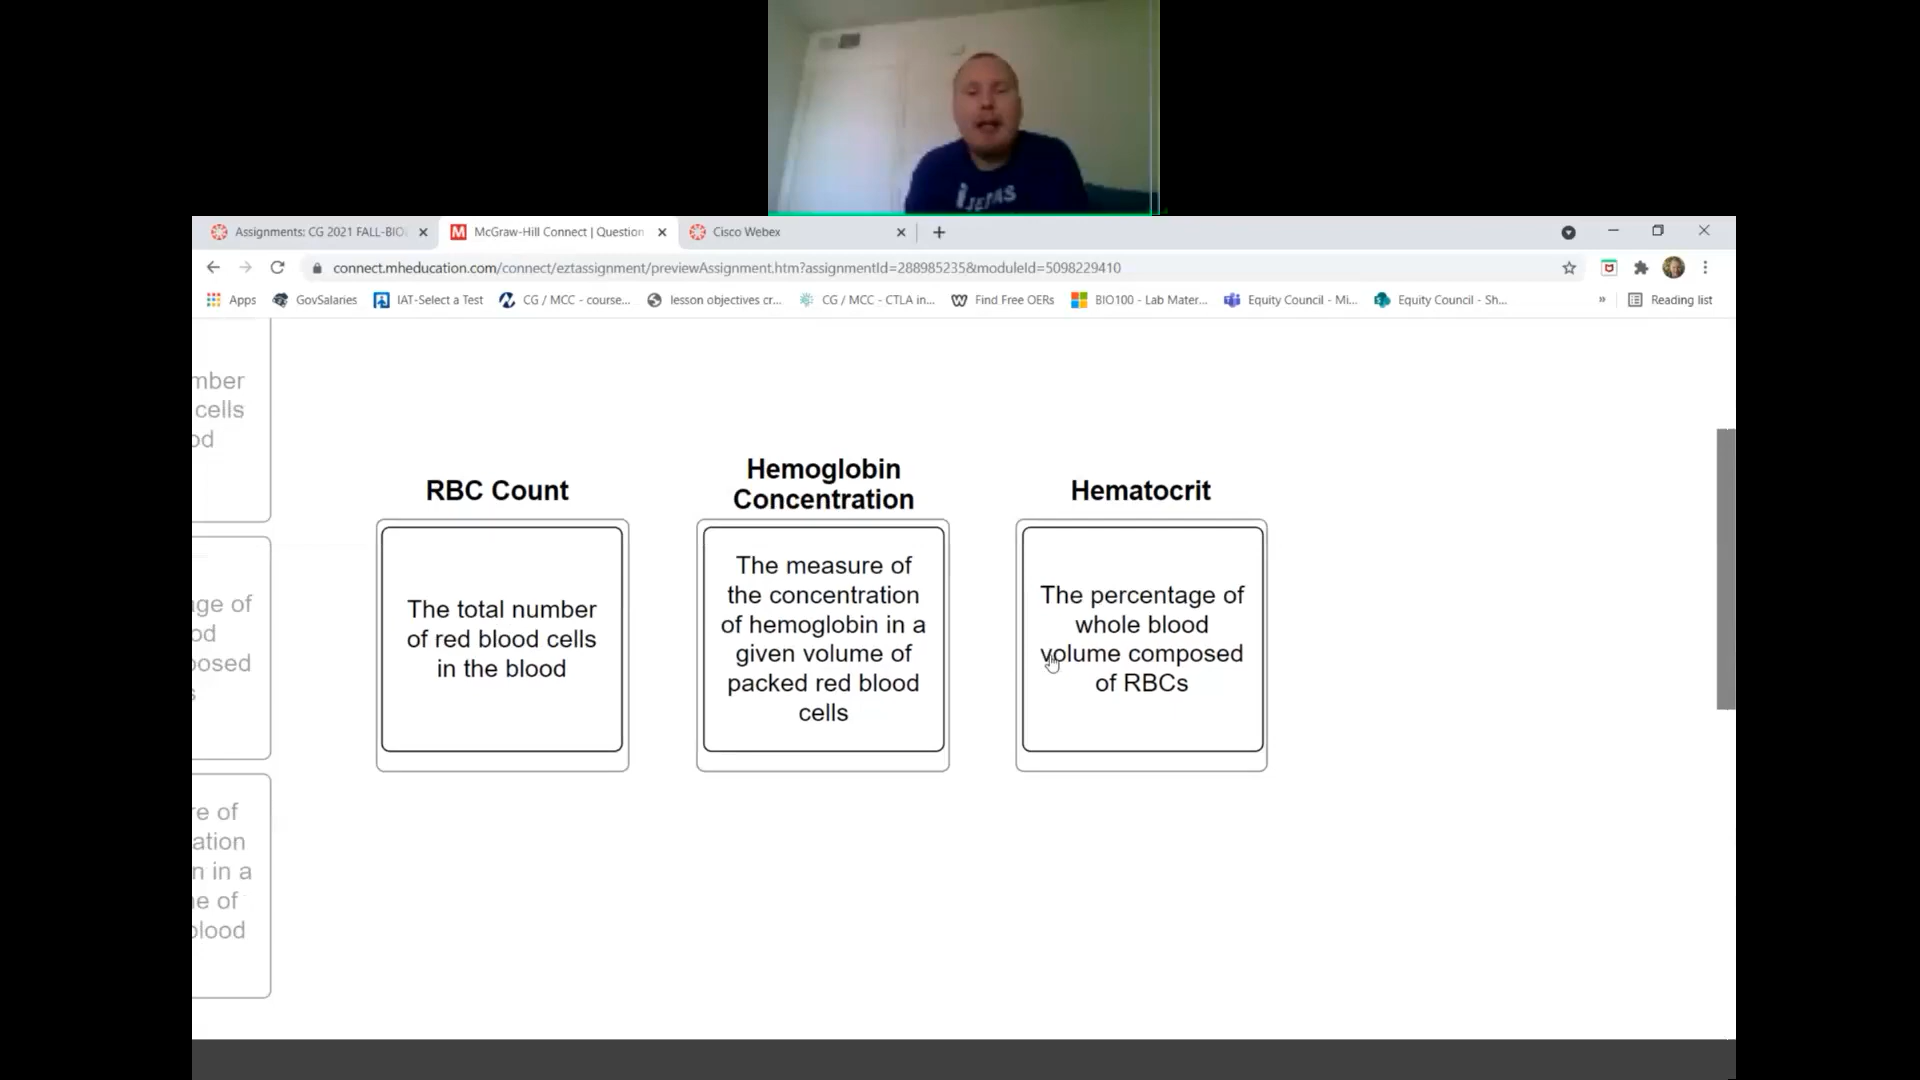 Assignments: CG 2021 FALL-BIO
McGraw-Hill Connect | Question
Cisco Webex
connect.mheducation.com/connect/eztassignment/previewAssignment.htm?assignmentId=288985235&moduleId=5098229410
Apps
GovSalaries
IAT-Select a Test
CG / MCC - course...
lesson objectives cr...
CG / MCC - CTLA in...
Find Free OERs
BIO100 - Lab Mater...
Equity Council - Mi...
Equity Council - Sh...
»
Reading list
mber
cells
od
age of
od
posed
s
re of
ation
n in a
ne of
blood
RBC Count
The total number
of red blood cells
in the blood
Hemoglobin
Concentration
The measure of
the concentration
of hemoglobin in a
given volume of
packed red blood
cells
Hematocrit
The percentage of
whole blood
volume composed
of RBCs